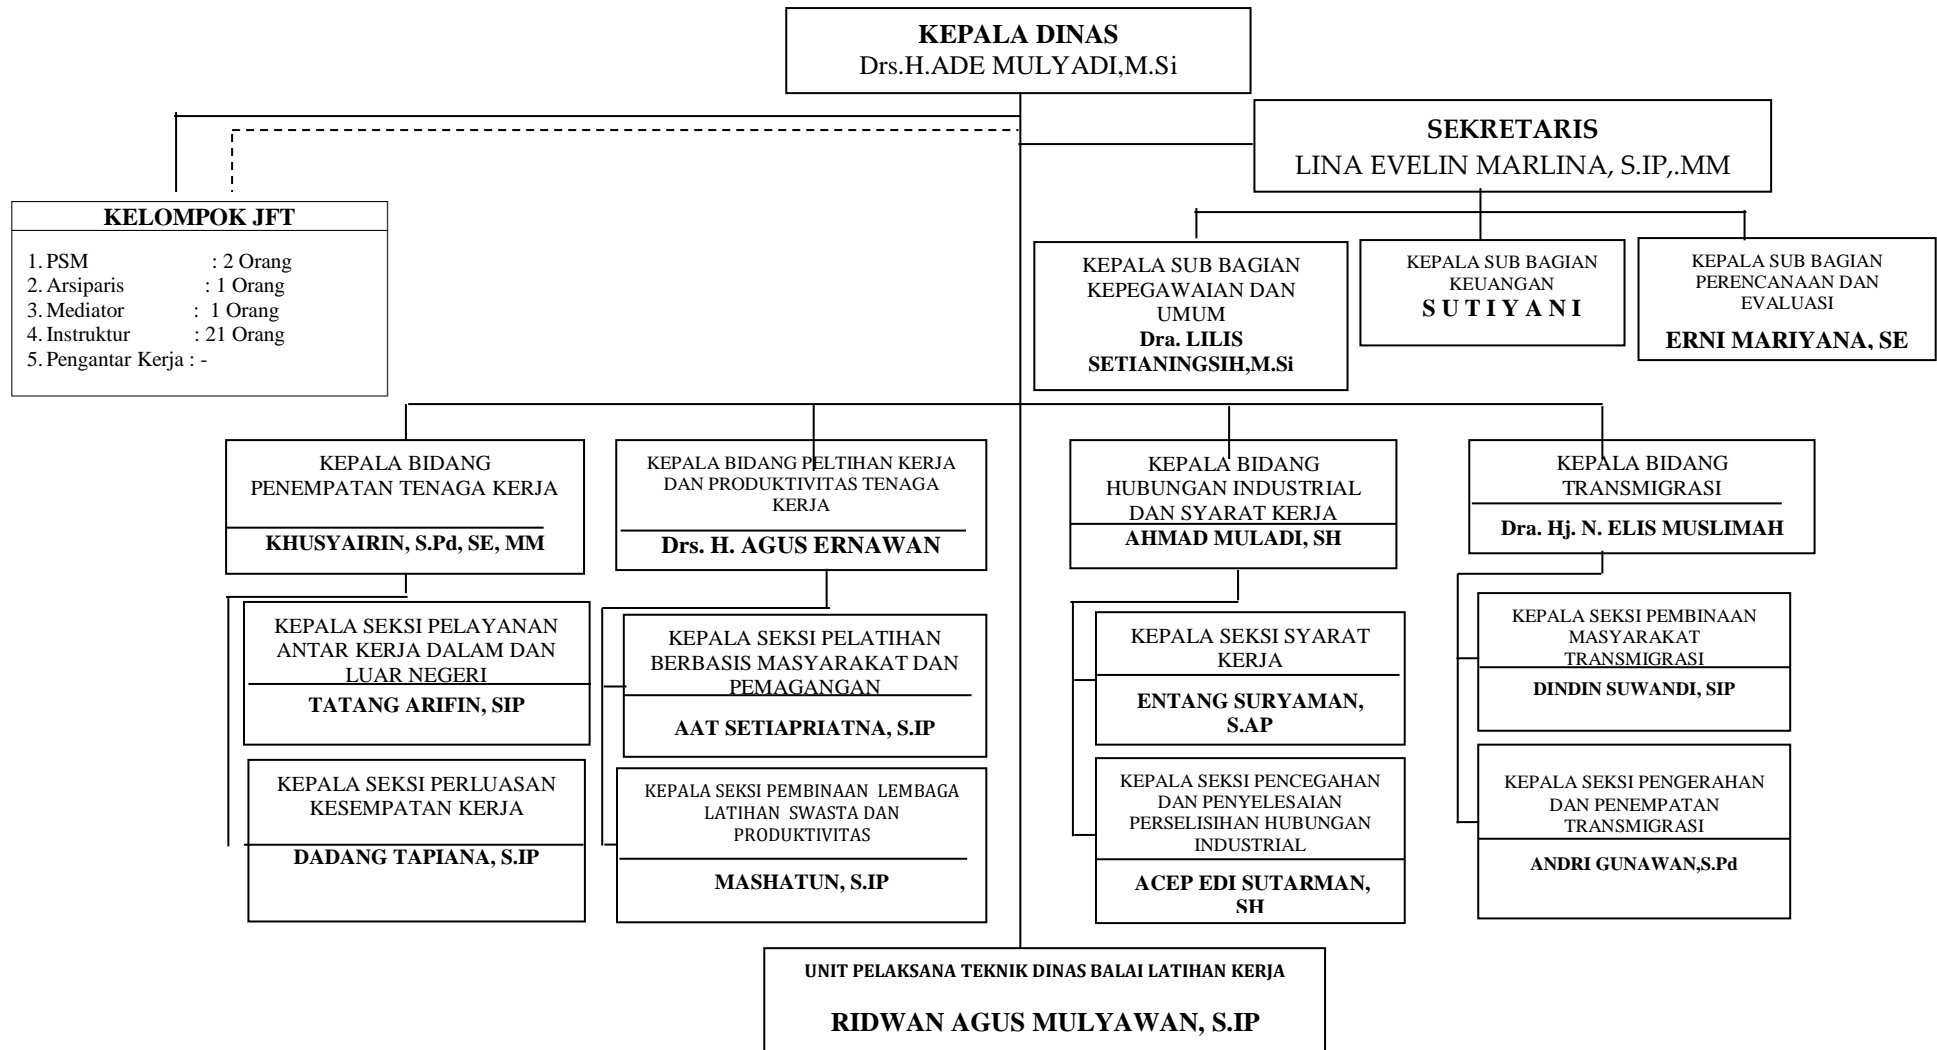 KEPALA DINAS
Drs.H.ADE MULYADI,M.Si
SEKRETARIS
LINA EVELIN MARLINA, S.IP,.MM
KELOMPOK JFT
1. PSM : 2 Orang
2. Arsiparis : 1 Orang
3. Mediator : 1 Orang
4. Instruktur : 21 Orang
5. Pengantar Kerja : -
KEPALA SUB BAGIAN
KEPEGAWAIAN DAN
UMUM
Dra. LILIS
SETIANINGSIH,M.Si
KEPALA SUB BAGIAN
KEUANGAN
S U T I Y A N I
KEPALA SUB BAGIAN
PERENCANAAN DAN
EVALUASI
ERNI MARIYANA, SE
KEPALA BIDANG
PENEMPATAN TENAGA KERJA
KHUSYAIRIN, S.Pd, SE, MM
KEPALA BIDANG PELTIHAN KERJA
DAN PRODUKTIVITAS TENAGA
KERJA
Drs. H. AGUS ERNAWAN
KEPALA BIDANG
HUBUNGAN INDUSTRIAL
DAN SYARAT KERJA
AHMAD MULADI, SH
KEPALA BIDANG
TRANSMIGRASI
Dra. Hj. N. ELIS MUSLIMAH
KEPALA SEKSI PELAYANAN
ANTAR KERJA DALAM DAN
LUAR NEGERI
TATANG ARIFIN, SIP
KEPALA SEKSI PELATIHAN
BERBASIS MASYARAKAT DAN
PEMAGANGAN
AAT SETIAPRIATNA, S.IP
KEPALA SEKSI SYARAT
KERJA
ENTANG SURYAMAN,
S.AP
KEPALA SEKSI PEMBINAAN
MASYARAKAT
TRANSMIGRASI
DINDIN SUWANDI, SIP
KEPALA SEKSI PERLUASAN
KESEMPATAN KERJA
DADANG TAPIANA, S.IP
KEPALA SEKSI PEMBINAAN LEMBAGA
LATIHAN SWASTA DAN
PRODUKTIVITAS
MASHATUN, S.IP
KEPALA SEKSI PENCEGAHAN
DAN PENYELESAIAN
PERSELISIHAN HUBUNGAN
INDUSTRIAL
ACEP EDI SUTARMAN,
SH
KEPALA SEKSI PENGERAHAN
DAN PENEMPATAN
TRANSMIGRASI
ANDRI GUNAWAN,S.Pd
UNIT PELAKSANA TEKNIK DINAS BALAI LATIHAN KERJA
RIDWAN AGUS MULYAWAN, S.IP